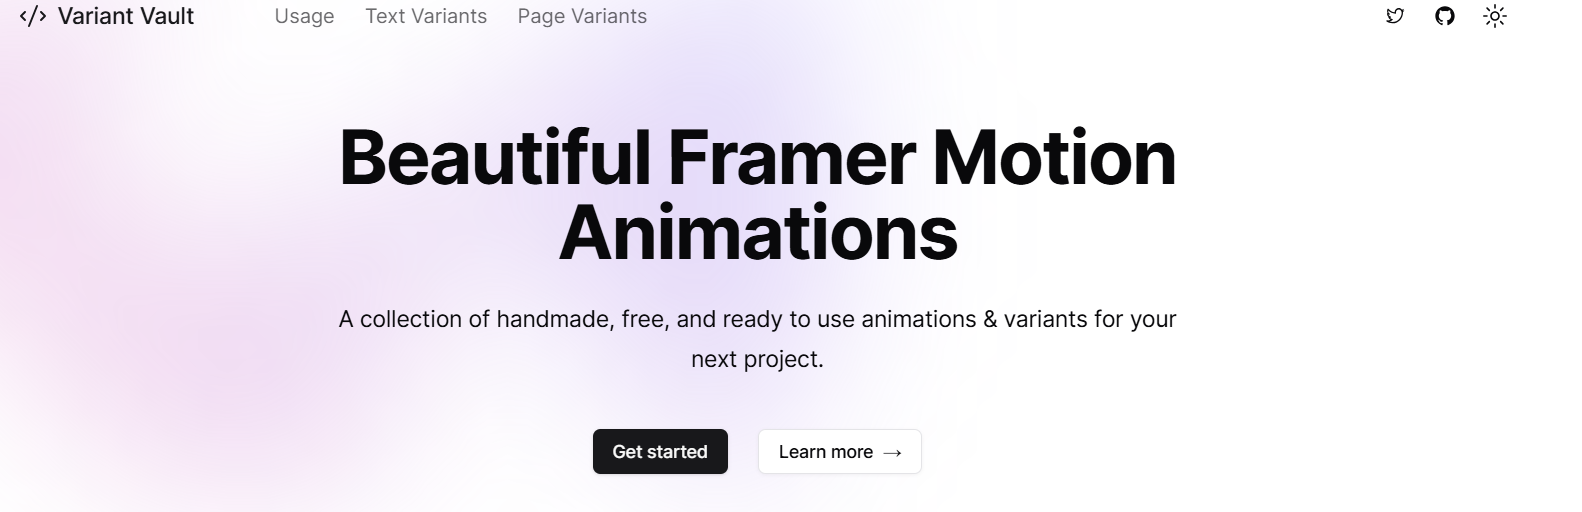 </> Variant Vault Usage Text Variants Page Variants
Beautiful Framer Motion
Animations
A collection of handmade, free, and ready to use animations & variants for your
next project.
Get started Learn more →